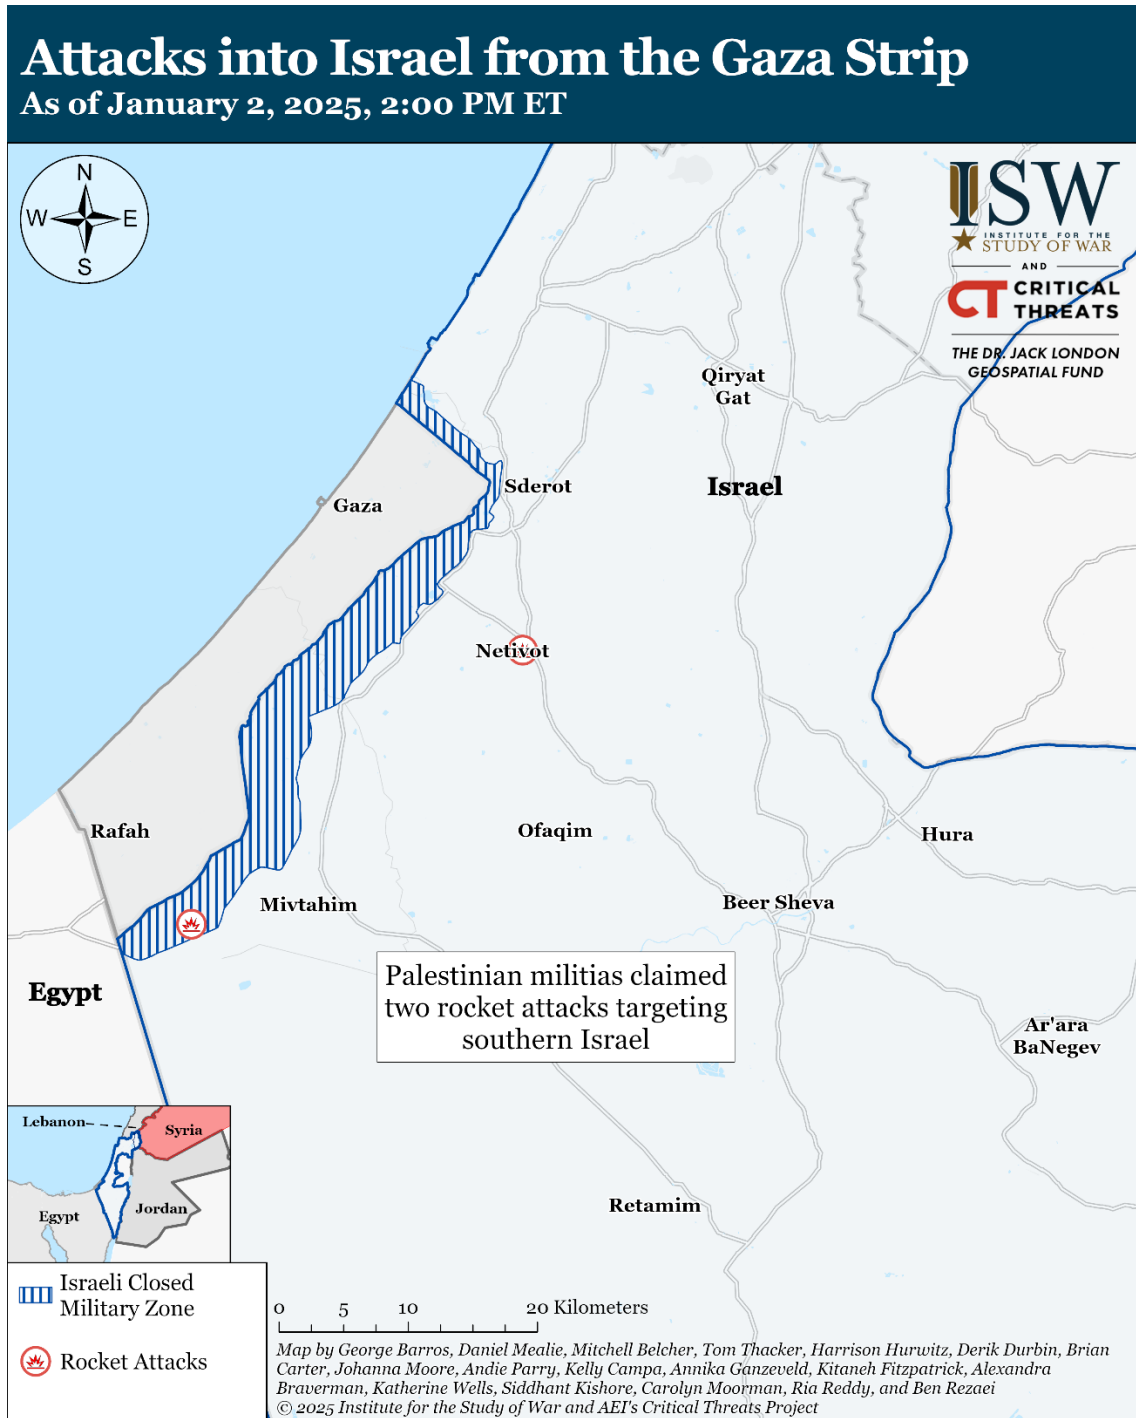 Attacks into Israel from the Gaza Strip
As of January 2, 2025, 2:00 PM ET
N
W
E
S
ISW
INSTITUTE FOR THE
STUDY OF WAR
AND
CT CRITICAL
THREATS
THE DR. JACK LONDON
GEOSPATIAL FUND
Qiryat
Gat
Israel
Sderot
Gaza
Netivot
Rafah
Ofaqim
Hura
Mivtahim
Beer Sheva
Egypt
Palestinian militias claimed
two rocket attacks targeting
southern Israel
Ar'ara
BaNegev
Retamim
Lebanon
Syria
Egypt
Jordan
Israeli Closed
Military Zone
Rocket Attacks
0 5 10 20 Kilometers
Map by George Barros, Daniel Mealie, Mitchell Belcher, Tom Thacker, Harrison Hurwitz, Derik Durbin, Brian
Carter, Johanna Moore, Andie Parry, Kelly Campa, Annika Ganzeveld, Kitaneh Fitzpatrick, Alexandra
Braverman, Katherine Wells, Siddhant Kishore, Carolyn Moorman, Ria Reddy, and Ben Rezaei
© 2025 Institute for the Study of War and AEI's Critical Threats Project